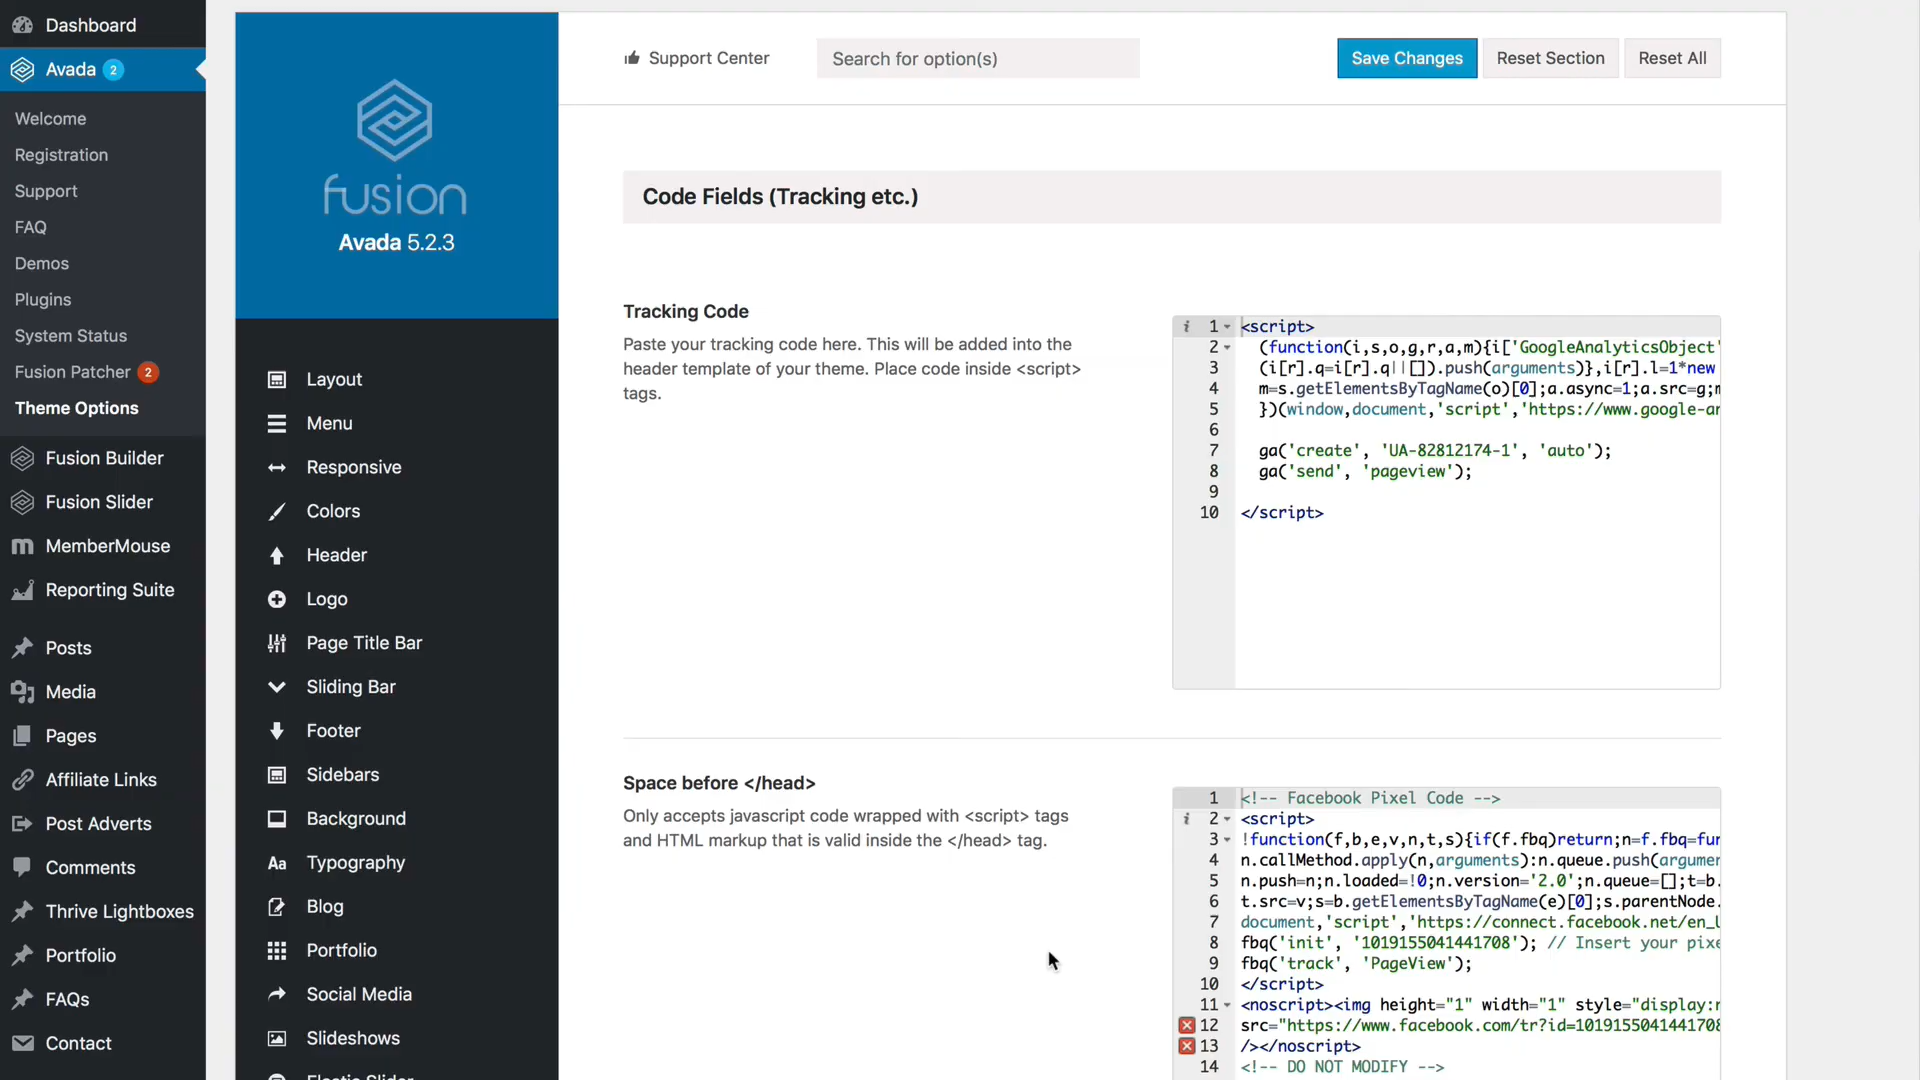 Dashboard
Avada 2
Welcome
Registration
Support
FAQ
Demos
Plugins
System Status
Fusion Patcher 2
Theme Options
Fusion Builder
Fusion Slider
MemberMouse
Reporting Suite
Posts
Media
Pages
Affiliate Links
Post Adverts
Comments
Thrive Lightboxes
Portfolio
FAQs
Contact
fusion
Avada 5.2.3
Layout
Menu
Responsive
Colors
Header
Logo
Page Title Bar
Sliding Bar
Footer
Sidebars
Background
Aa Typography
Blog
Portfolio
Social Media
Slideshows
Elastic Slider
Support Center
Search for option(s)
Save Changes
Reset Section
Reset All
Code Fields (Tracking etc.)
Tracking Code
Paste your tracking code here. This will be added into the
header template of your theme. Place code inside <script>
tags.
i 1 <script>
2 (function(i,s,o,g,r,a,m){i['GoogleAnalyticsObject'
3 (i[r].q=i[r].q||[]).push(arguments)},i[r].l=1*new
4 m=s.getElementsByTagName(o)[0];a.async=1;a.src=g;m
5 })(window,document,'script','https://www.google-an
6
7 ga('create', 'UA-82812174-1', 'auto');
8 ga('send', 'pageview');
9
10 </script>
Space before </head>
Only accepts javascript code wrapped with <script> tags
and HTML markup that is valid inside the </head> tag.
1 <!-- Facebook Pixel Code -->
i 2 <script>
3 !function(f,b,e,v,n,t,s){if(f.fbq)return;n=f.fbq=fun
4 n.callMethod.apply(n,arguments):n.queue.push(argumen
5 n.push=n;n.loaded=!0;n.version='2.0';n.queue=[];t=b.
6 t.src=v;s=b.getElementsByTagName(e)[0];s.parentNode.
7 document,'script','https://connect.facebook.net/en_U
8 fbq('init', '1019155041441708'); // Insert your pixe
9 fbq('track', 'PageView');
10 </script>
11 <noscript><img height="1" width="1" style="display:n
12 src="https://www.facebook.com/tr?id=1019155041441708
13 /></noscript>
14 <!-- DO NOT MODIFY -->